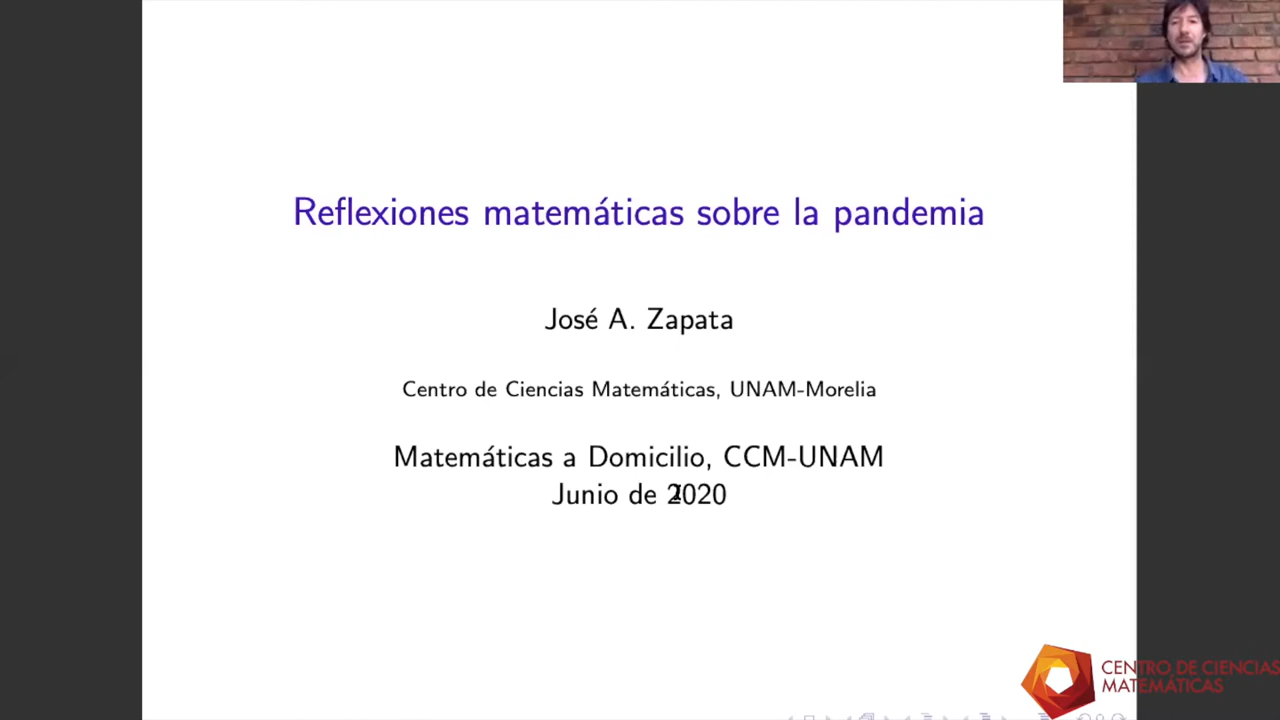 Reflexiones matemáticas sobre la pandemia
José A. Zapata
Centro de Ciencias Matemáticas, UNAM-Morelia
Matemáticas a Domicilio, CCM-UNAM
Junio de 2020
CENTRO DE CIENCIAS
MATEMÁTICAS